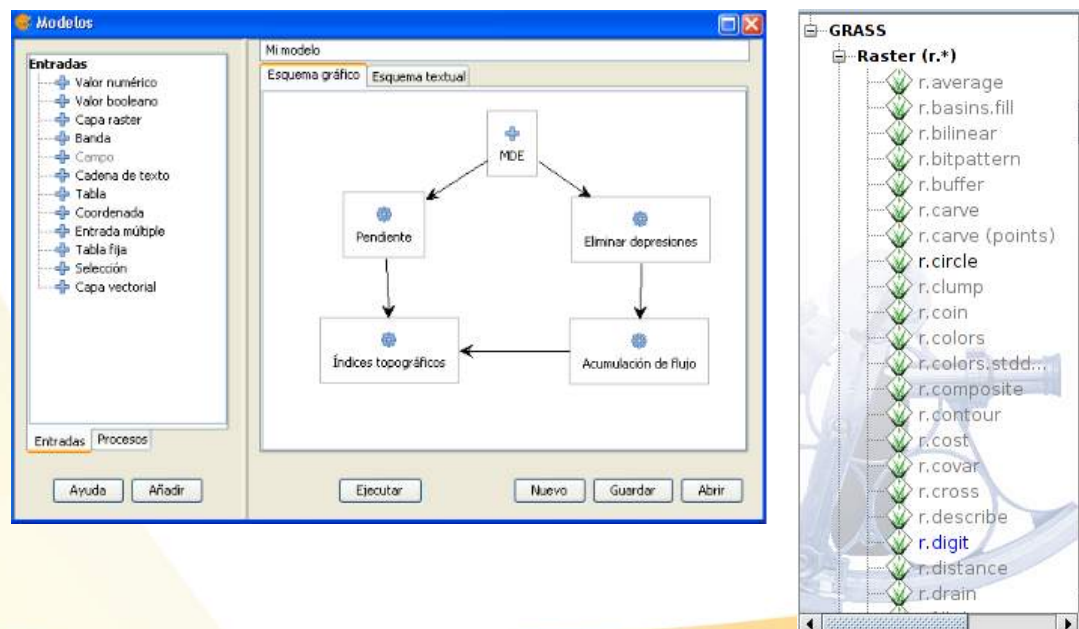 Modelos
Entradas
Valor numérico
Valor booleano
Capa raster
Banda
Campo
Cadena de texto
Tabla
Coordenada
Entrada múltiple
Tabla fija
Selección
Capa vectorial
Entradas
Procesos
Ayuda
Añadir
Mi modelo
Esquema gráfico
Esquema textual
MDE
Pendiente
Eliminar depresiones
Índices topográficos
Acumulación de flujo
Ejecutar
Nuevo
Guardar
Abrir
GRASS
Raster (r.*)
r.average
r.basins.fill
r.bilinear
r.bitpattern
r.buffer
r.carve
r.carve (points)
r.circle
r.clump
r.coin
r.colors
r.colors.stdd...
r.composite
r.contour
r.cost
r.covar
r.cross
r.describe
r.digit
r.distance
r.drain